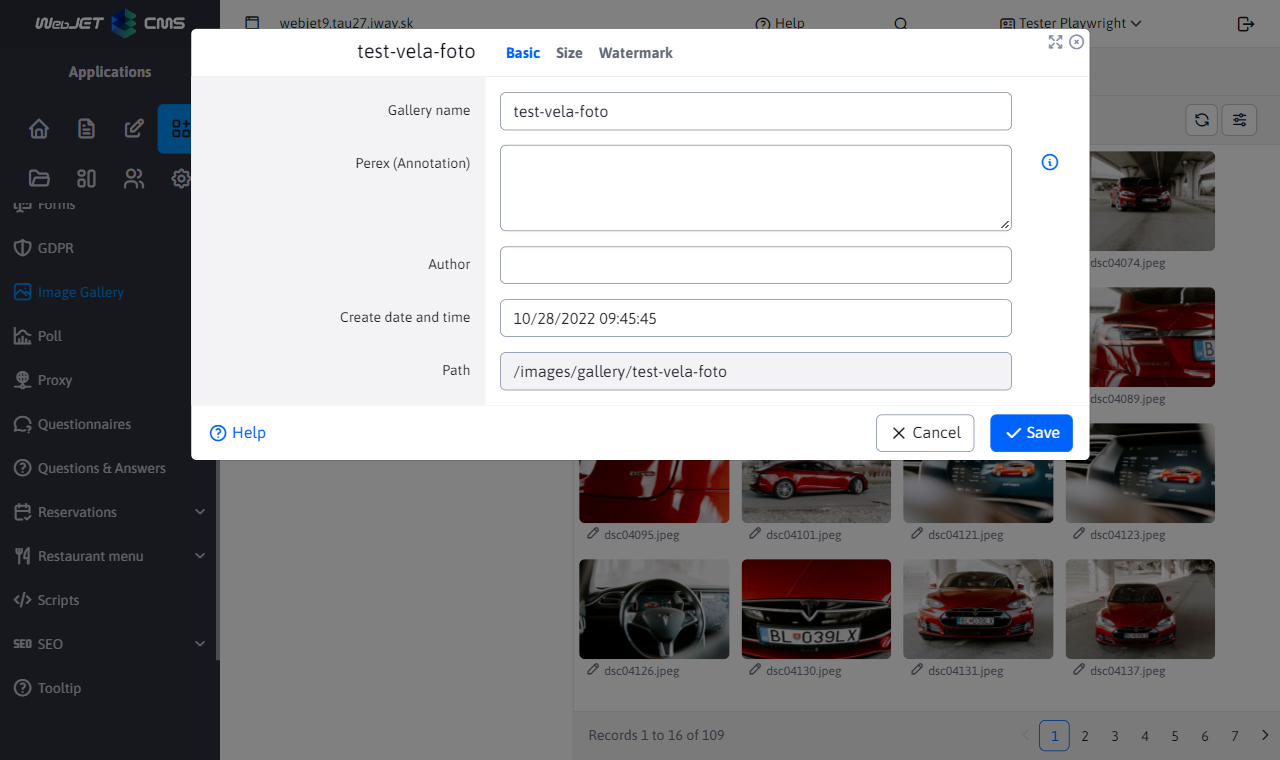 WebJET CMS
webjet9.tau27.iway.sk
Help
Tester Playwright
Applications
test-vela-foto
Basic
Size
Watermark
Gallery name
test-vela-foto
Perex (Annotation)
Author
Create date and time
10/28/2022 09:45:45
Path
/images/gallery/test-vela-foto
Help
Cancel
Save
Forms
GDPR
Image Gallery
Poll
Proxy
Questionnaires
Questions & Answers
Reservations
Restaurant menu
Scripts
SEO SEO
Tooltip
dsc04074.jpeg
dsc04089.jpeg
dsc04095.jpeg
dsc04101.jpeg
dsc04121.jpeg
dsc04123.jpeg
BL 039LX
dsc04126.jpeg
dsc04130.jpeg
dsc04131.jpeg
dsc04137.jpeg
Records 1 to 16 of 109
1 2 3 4 5 6 7